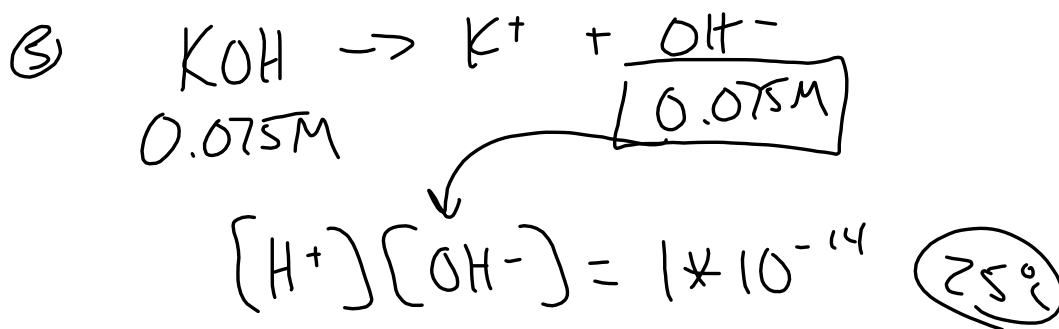 ③ KOH -> K⁺ + OH⁻
0.075M 0.075M
[H⁺][OH⁻] = 1*10⁻¹⁴ 25°C